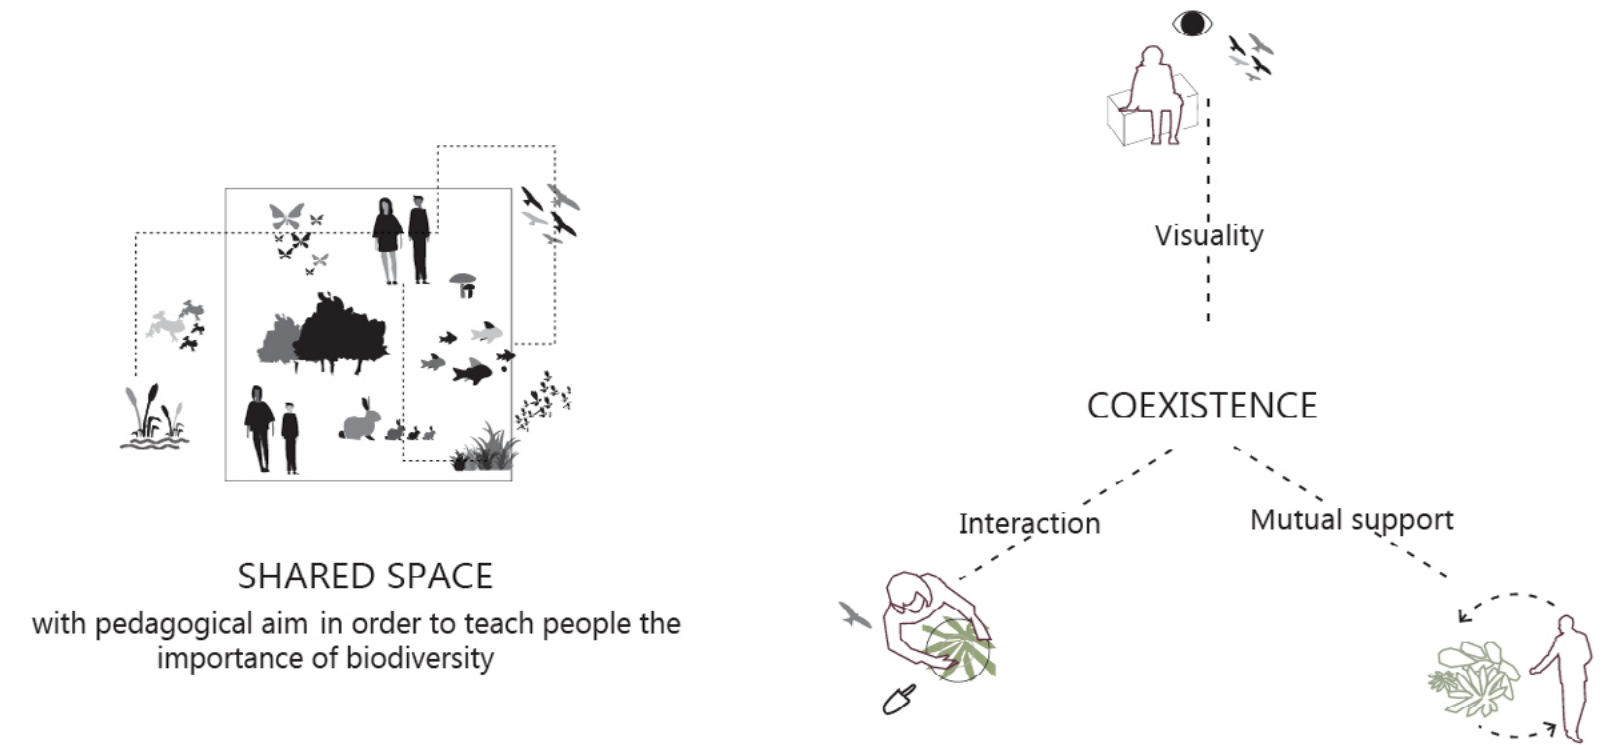 SHARED SPACE
with pedagogical aim in order to teach people the
importance of biodiversity
Visuality
COEXISTENCE
Interaction
Mutual support